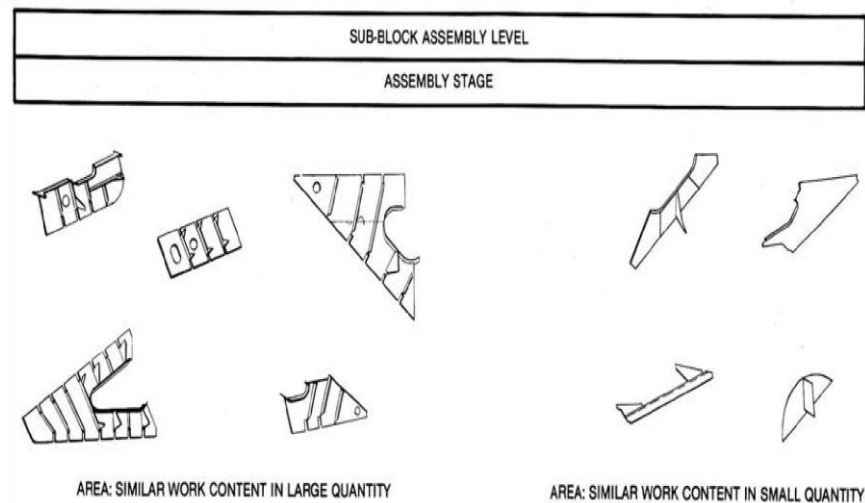 SUB-BLOCK ASSEMBLY LEVEL
ASSEMBLY STAGE
AREA: SIMILAR WORK CONTENT IN LARGE QUANTITY
AREA: SIMILAR WORK CONTENT IN SMALL QUANTITY